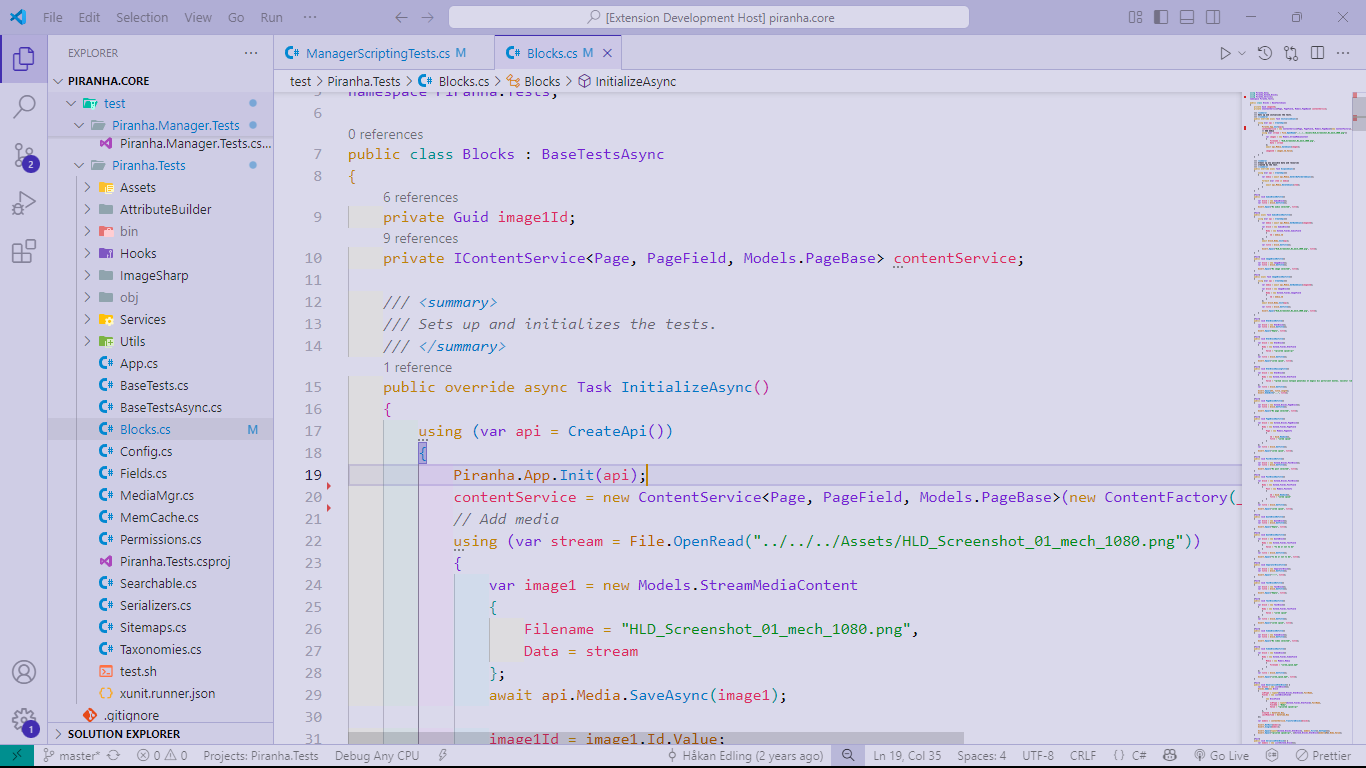 File Edit Selection View Go Run ···
[Extension Development Host] piranha.core
EXPLORER
PIRANHA.CORE
test
Piranha.Manager.Tests
Piranha.Manager.Tests.cs...
Piranha.Tests
Assets
AttributeBuilder
bin
Hooks
ImageSharp
obj
Services
Utils
App.cs
BaseTests.cs
BaseTestsAsync.cs
Blocks.cs M
Config.cs
Fields.cs
MediaMgr.cs
MemCache.cs
Permissions.cs
Piranha.Tests.csproj
Searchable.cs
Serializers.cs
Sitemaps.cs
Taxonomies.cs
test.sh
xunit.runner.json
.gitignore
SOLUTION EXPLORER
2
1
ManagerScriptingTests.cs M
Blocks.cs M
test > Piranha.Tests > Blocks.cs > Blocks > InitializeAsync
5 namespace Piranha.Tests;
6
0 references
7 public class Blocks : BaseTestsAsync
8 {
6 references
9 private Guid image1Id;
9 references
10 private IContentService<Page, PageField, Models.PageBase> contentService;
11
12 /// <summary>
13 /// Sets up and initializes the tests.
14 /// </summary>
1 reference
15 public override async Task InitializeAsync()
16 {
17 using (var api = CreateApi())
18 {
19 Piranha.App.Init(api);
20 contentService = new ContentService<Page, PageField, Models.PageBase>(new ContentFactory(_
21 // Add media
22 using (var stream = File.OpenRead("../../../Assets/HLD_Screenshot_01_mech_1080.png"))
23 {
24 var image1 = new Models.StreamMediaContent
25 {
26 Filename = "HLD_Screenshot_01_mech_1080.png",
27 Data = stream
28 };
29 await api.Media.SaveAsync(image1);
30
31 image1Id = image1.Id.Value;
master* 0 0 Projects: Piranha.Tests Debug Any CPU Håkan Edling (2 years ago) Ln 19, Col 35 Spaces: 4 UTF-8 CRLF {} C# Go Live Prettier